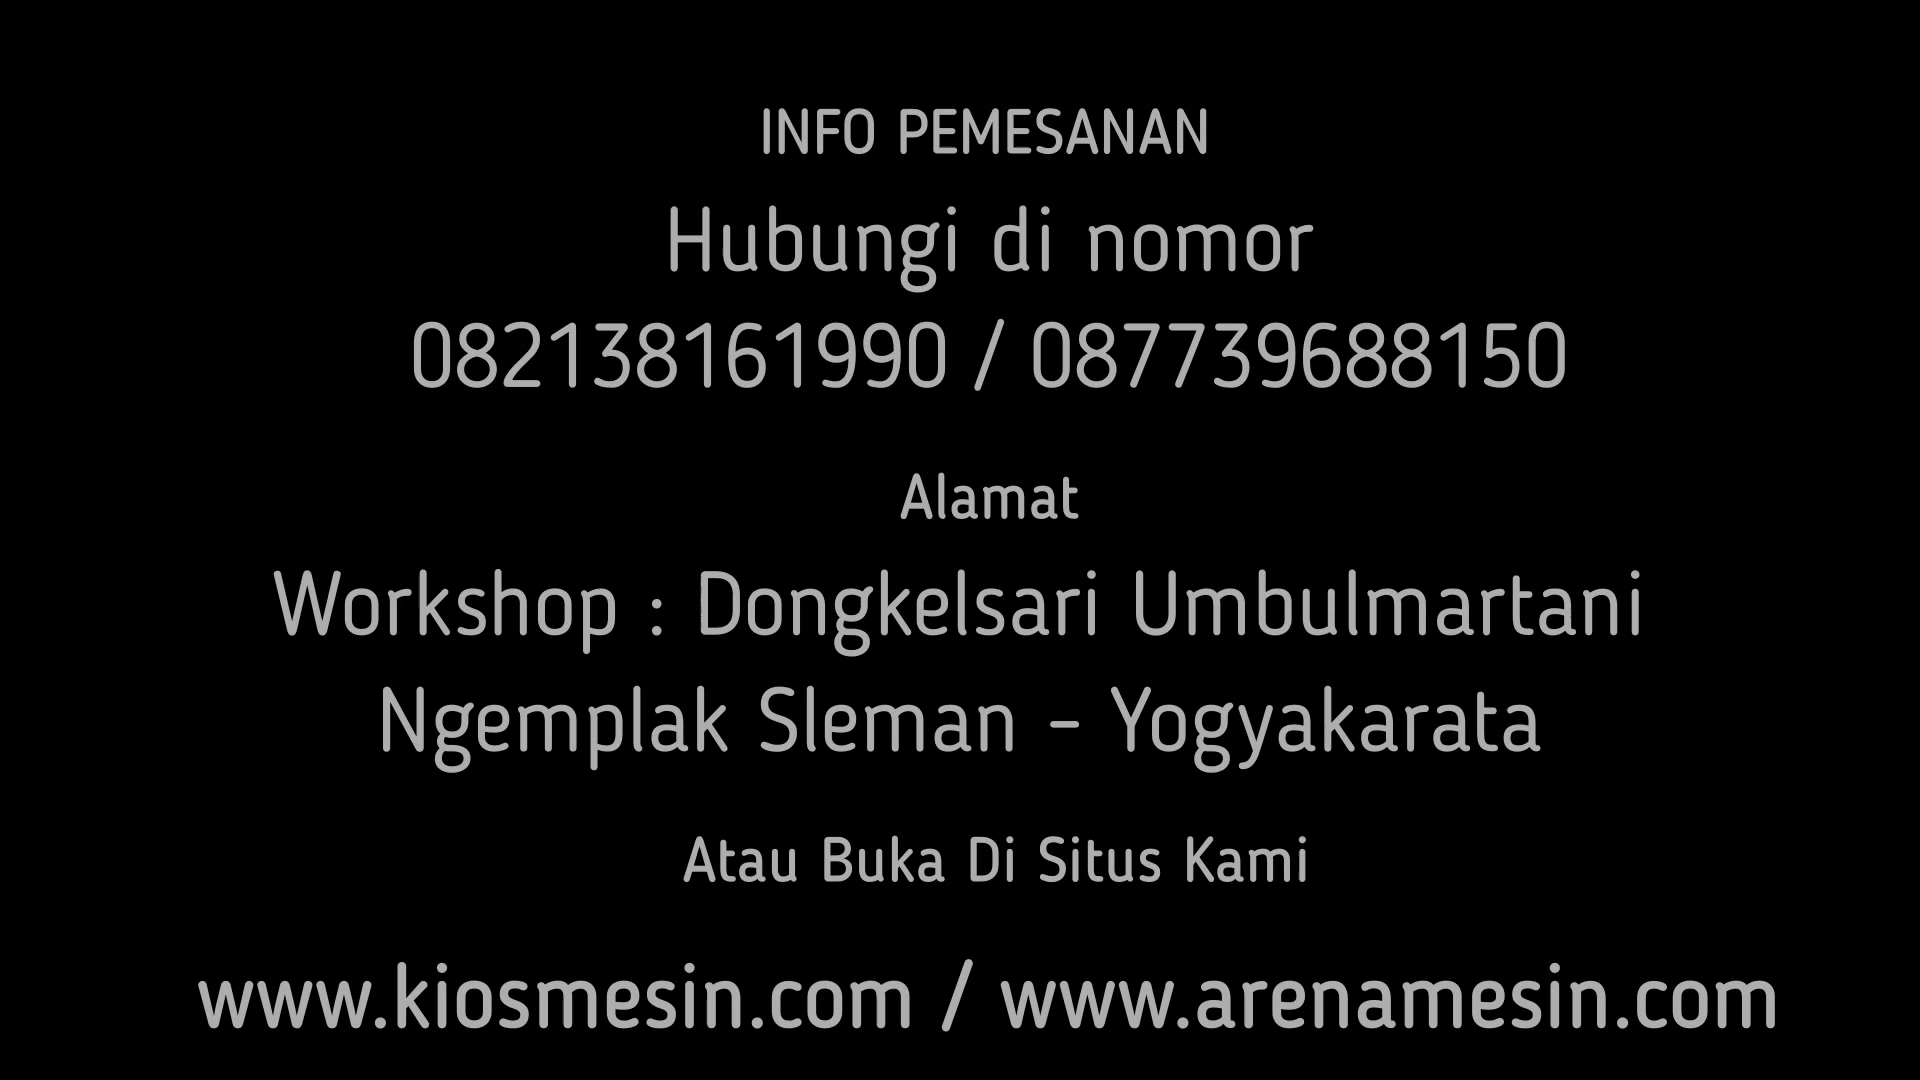 INFO PEMESANAN
Hubungi di nomor
082138161990 / 087739688150
Alamat
Workshop : Dongkelsari Umbulmartani
Ngemplak Sleman - Yogyakarata
Atau Buka Di Situs Kami
www.kiosmesin.com / www.arenamesin.com